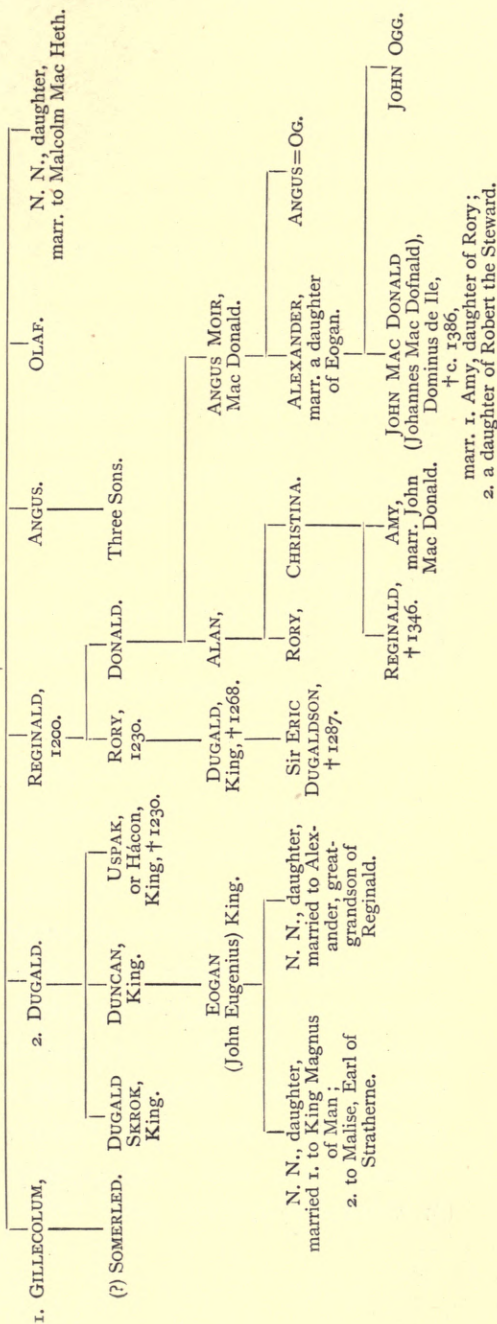 1. GILLECOLUM,
2. DUGALD.
REGINALD,
1200.
ANGUS.
OLAF.
N. N., daughter,
marr. to Malcolm Mac Heth.
(?) SOMERLED.
DUGALD
SKROK,
King.
DUNCAN,
King.
USPAK,
or Hácon,
King, † 1230.
RORY,
1230.
DONALD.
Three Sons.
EOGAN
(John Eugenius) King.
DUGALD,
King, † 1268.
ALAN,
ANGUS MOIR,
Mac Donald.
N. N., daughter,
married 1. to King Magnus
of Man;
2. to Malise, Earl of
Stratherne.
N. N., daughter,
married to Alex-
ander, great-
grandson of
Reginald.
Sir ERIC
DUGALDSON,
† 1287.
RORY,
CHRISTINA.
ALEXANDER,
marr. a daughter
of Eogan.
ANGUS=OG.
REGINALD,
† 1346.
AMY,
marr. John
Mac Donald.
JOHN MAC DONALD
(Johannes Mac Dofnald),
Dominus de Ile,
† c. 1386,
marr. 1. Amy, daughter of Rory;
2. a daughter of Robert the Steward.
JOHN OGG.